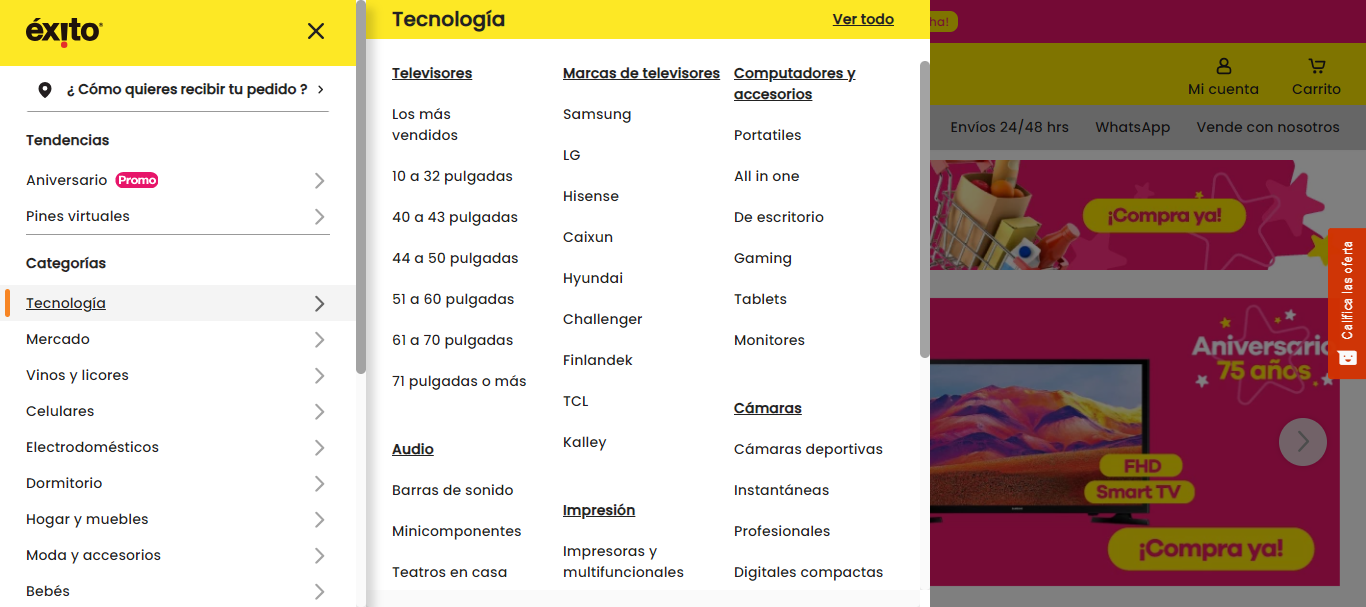 éxito
¿ Cómo quieres recibir tu pedido ?
Tendencias
Aniversario Promo
Pines virtuales
Categorías
Tecnología
Mercado
Vinos y licores
Celulares
Electrodomésticos
Dormitorio
Hogar y muebles
Moda y accesorios
Bebés
Tecnología
Ver todo
Televisores
Los más
vendidos
10 a 32 pulgadas
40 a 43 pulgadas
44 a 50 pulgadas
51 a 60 pulgadas
61 a 70 pulgadas
71 pulgadas o más
Audio
Barras de sonido
Minicomponentes
Teatros en casa
Marcas de televisores
Samsung
LG
Hisense
Caixun
Hyundai
Challenger
Finlandek
TCL
Kalley
Impresión
Impresoras y
multifuncionales
Computadores y
accesorios
Portatiles
All in one
De escritorio
Gaming
Tablets
Monitores
Cámaras
Cámaras deportivas
Instantáneas
Profesionales
Digitales compactas
ha!
Mi cuenta
Carrito
Envíos 24/48 hrs
WhatsApp
Vende con nosotros
¡Compra ya!
Califica las oferta
Aniversario
75 años
FHD
Smart TV
SAMSUNG
¡Compra ya!